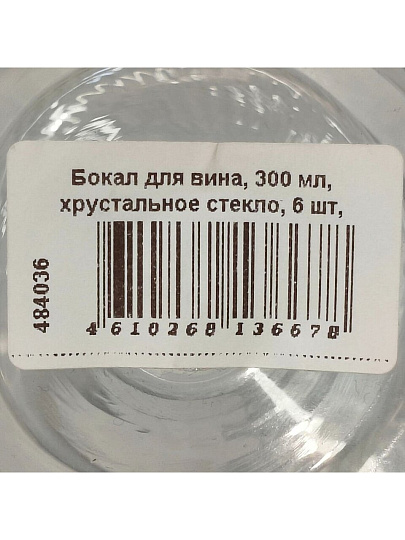 Бокал для вина, 300 мл,
хрустальное стекло, 6 шт,
484036
4 610268 136678